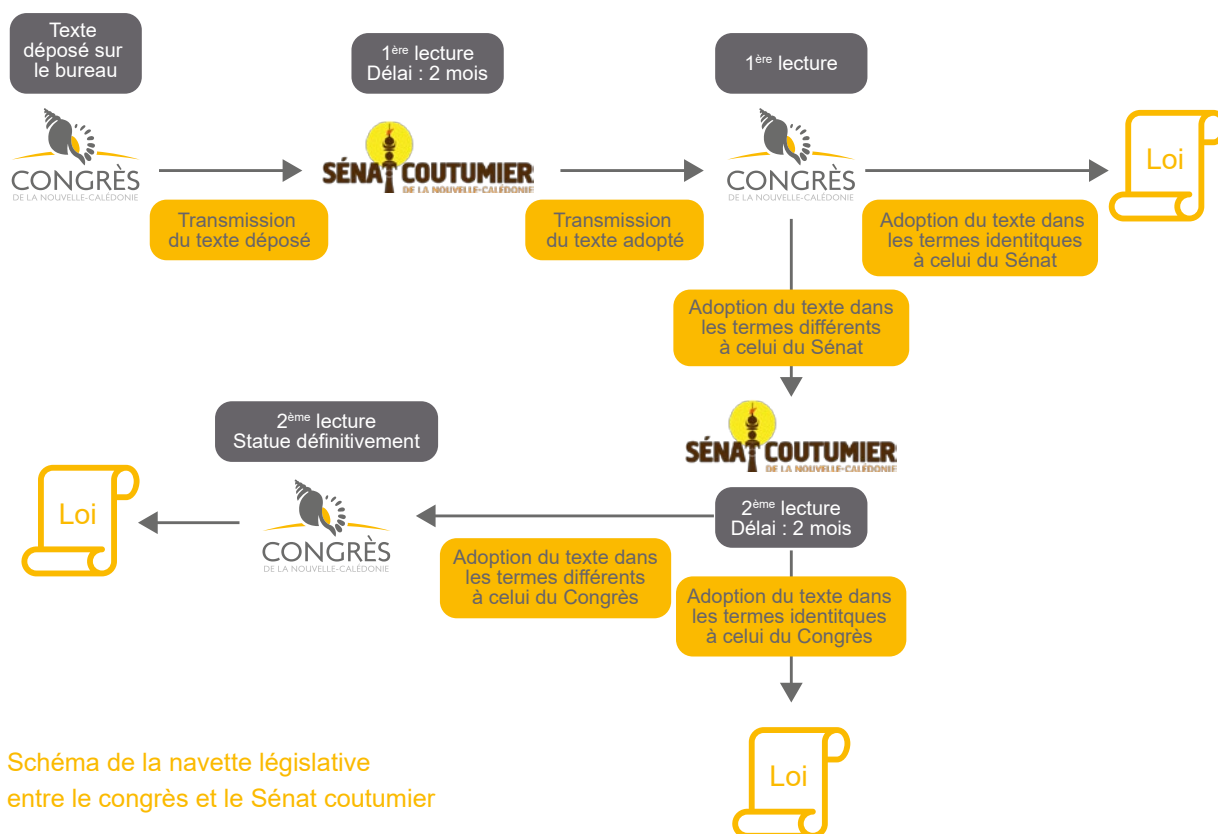 Texte
déposé sur
le bureau
CONGRÈS
DE LA NOUVELLE-CALÉDONIE
Transmission
du texte déposé
1ère lecture
Délai : 2 mois
SÉNAT COUTUMIER
DE LA NOUVELLE-CALÉDONIE
Transmission
du texte adopté
1ère lecture
CONGRÈS
DE LA NOUVELLE-CALÉDONIE
Adoption du texte dans
les termes identitques
à celui du Sénat
Loi
Adoption du texte dans
les termes différents
à celui du Sénat
SÉNAT COUTUMIER
DE LA NOUVELLE-CALÉDONIE
2ème lecture
Délai : 2 mois
Adoption du texte dans
les termes différents
à celui du Congrès
2ème lecture
Statue définitivement
CONGRÈS
DE LA NOUVELLE-CALÉDONIE
Loi
Adoption du texte dans
les termes identitques
à celui du Congrès
Loi
Schéma de la navette législative
entre le congrès et le Sénat coutumier